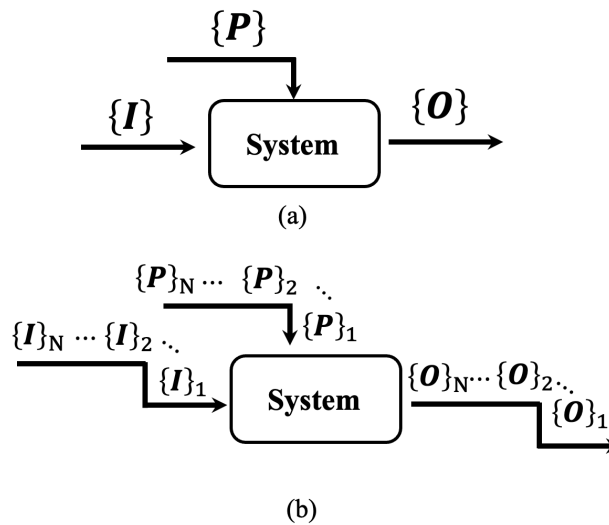 {P}
{I}
{O}
System
(a)
{P}N ⋯ {P}2 ⋱
{P}1
{I}N ⋯ {I}2 ⋱
{I}1
System
{O}N⋯ {O}2 ⋱
{O}1
(b)